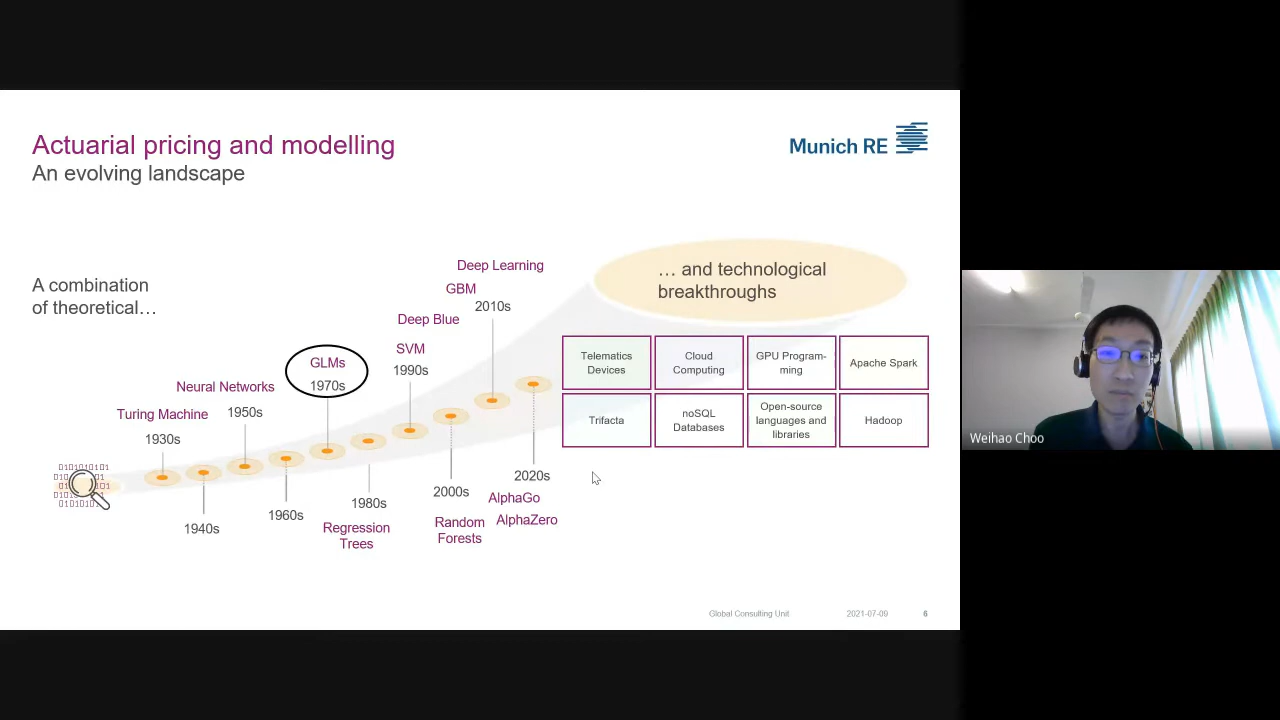 Actuarial pricing and modelling
An evolving landscape
Munich RE
A combination
of theoretical…
… and technological
breakthroughs
Deep Learning
GBM
2010s
Deep Blue
SVM
1990s
GLMs
1970s
Neural Networks
1950s
Turing Machine
1930s
1940s
1960s
1980s
Regression
Trees
2000s
Random
Forests
2020s
AlphaGo
AlphaZero
Telematics
Devices
Cloud
Computing
GPU Program-
ming
Apache Spark
Trifacta
noSQL
Databases
Open-source
languages and
libraries
Hadoop
Global Consulting Unit
2021-07-09
6
Weihao Choo